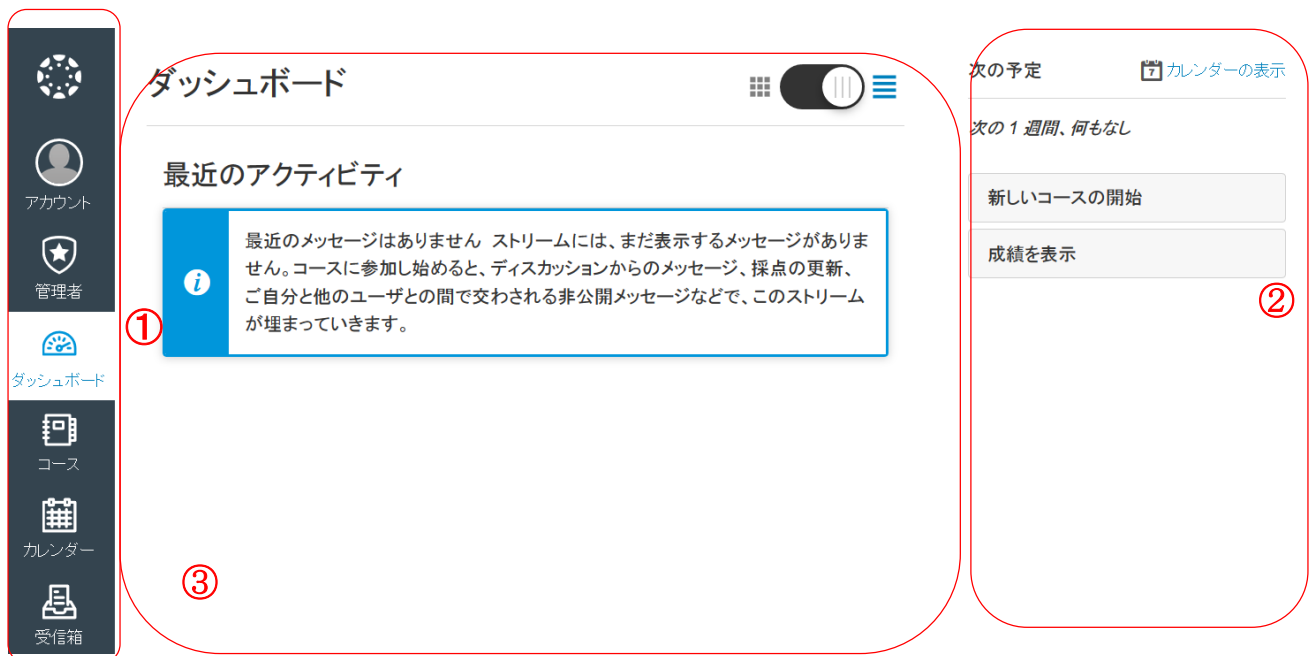 アカウント
管理者
ダッシュボード
コース
カレンダー
受信箱
①
ダッシュボード
最近のアクティビティ
最近のメッセージはありません ストリームには、まだ表示するメッセージがありま
せん。コースに参加し始めると、ディスカッションからのメッセージ、採点の更新、
ご自分と他のユーザとの間で交わされる非公開メッセージなどで、このストリーム
が埋まっていきます。
③
次の予定
7 カレンダーの表示
次の 1 週間、何もなし
新しいコースの開始
成績を表示
②